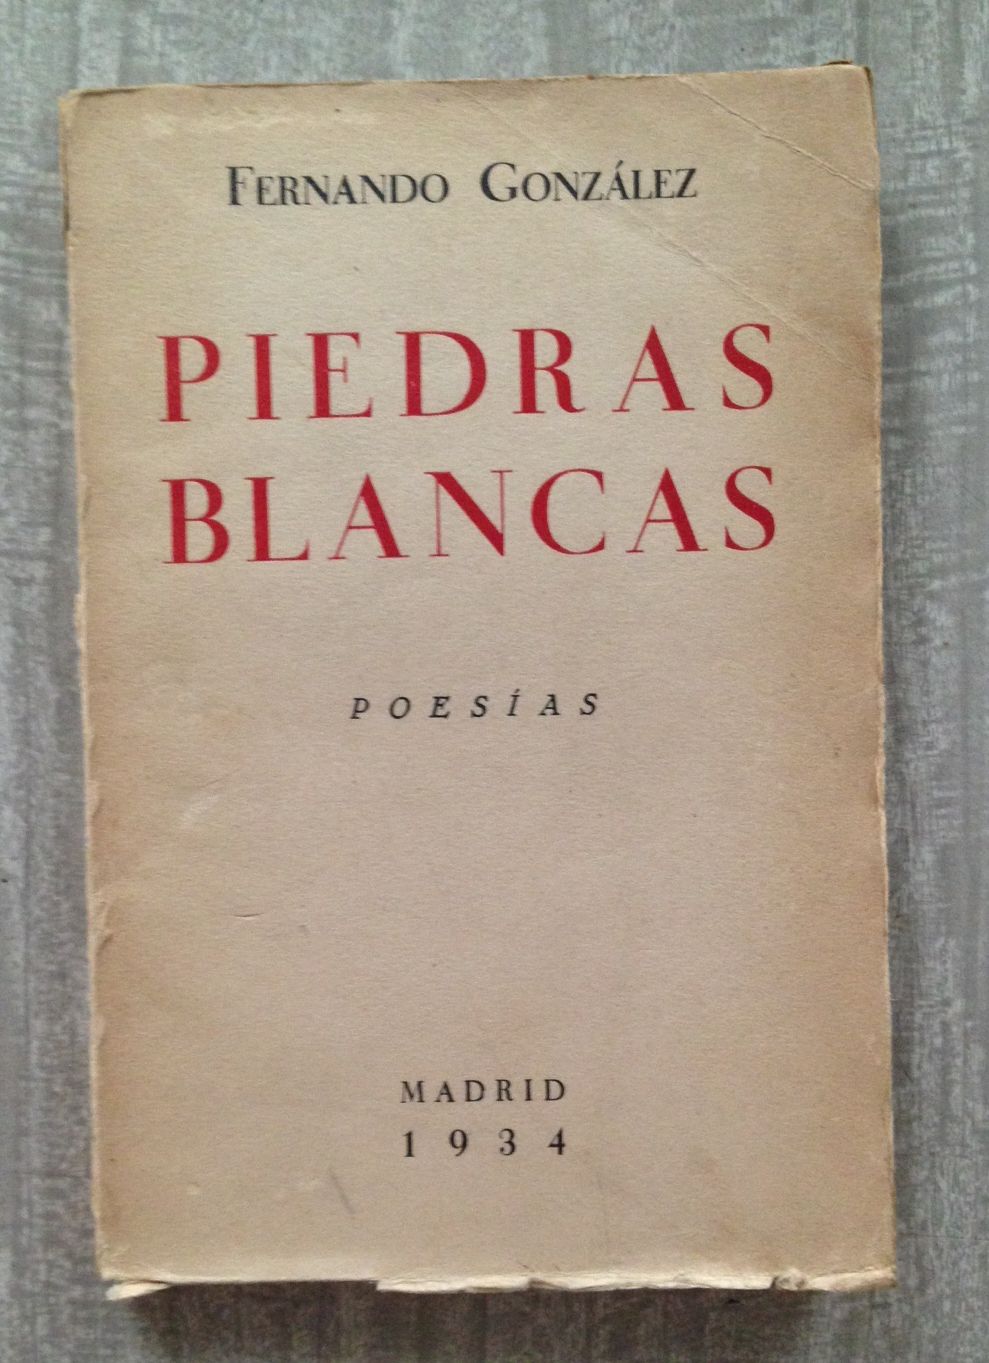 FERNANDO GONZÁLEZ
PIEDRAS
BLANCAS
POESÍAS
MADRID
1934